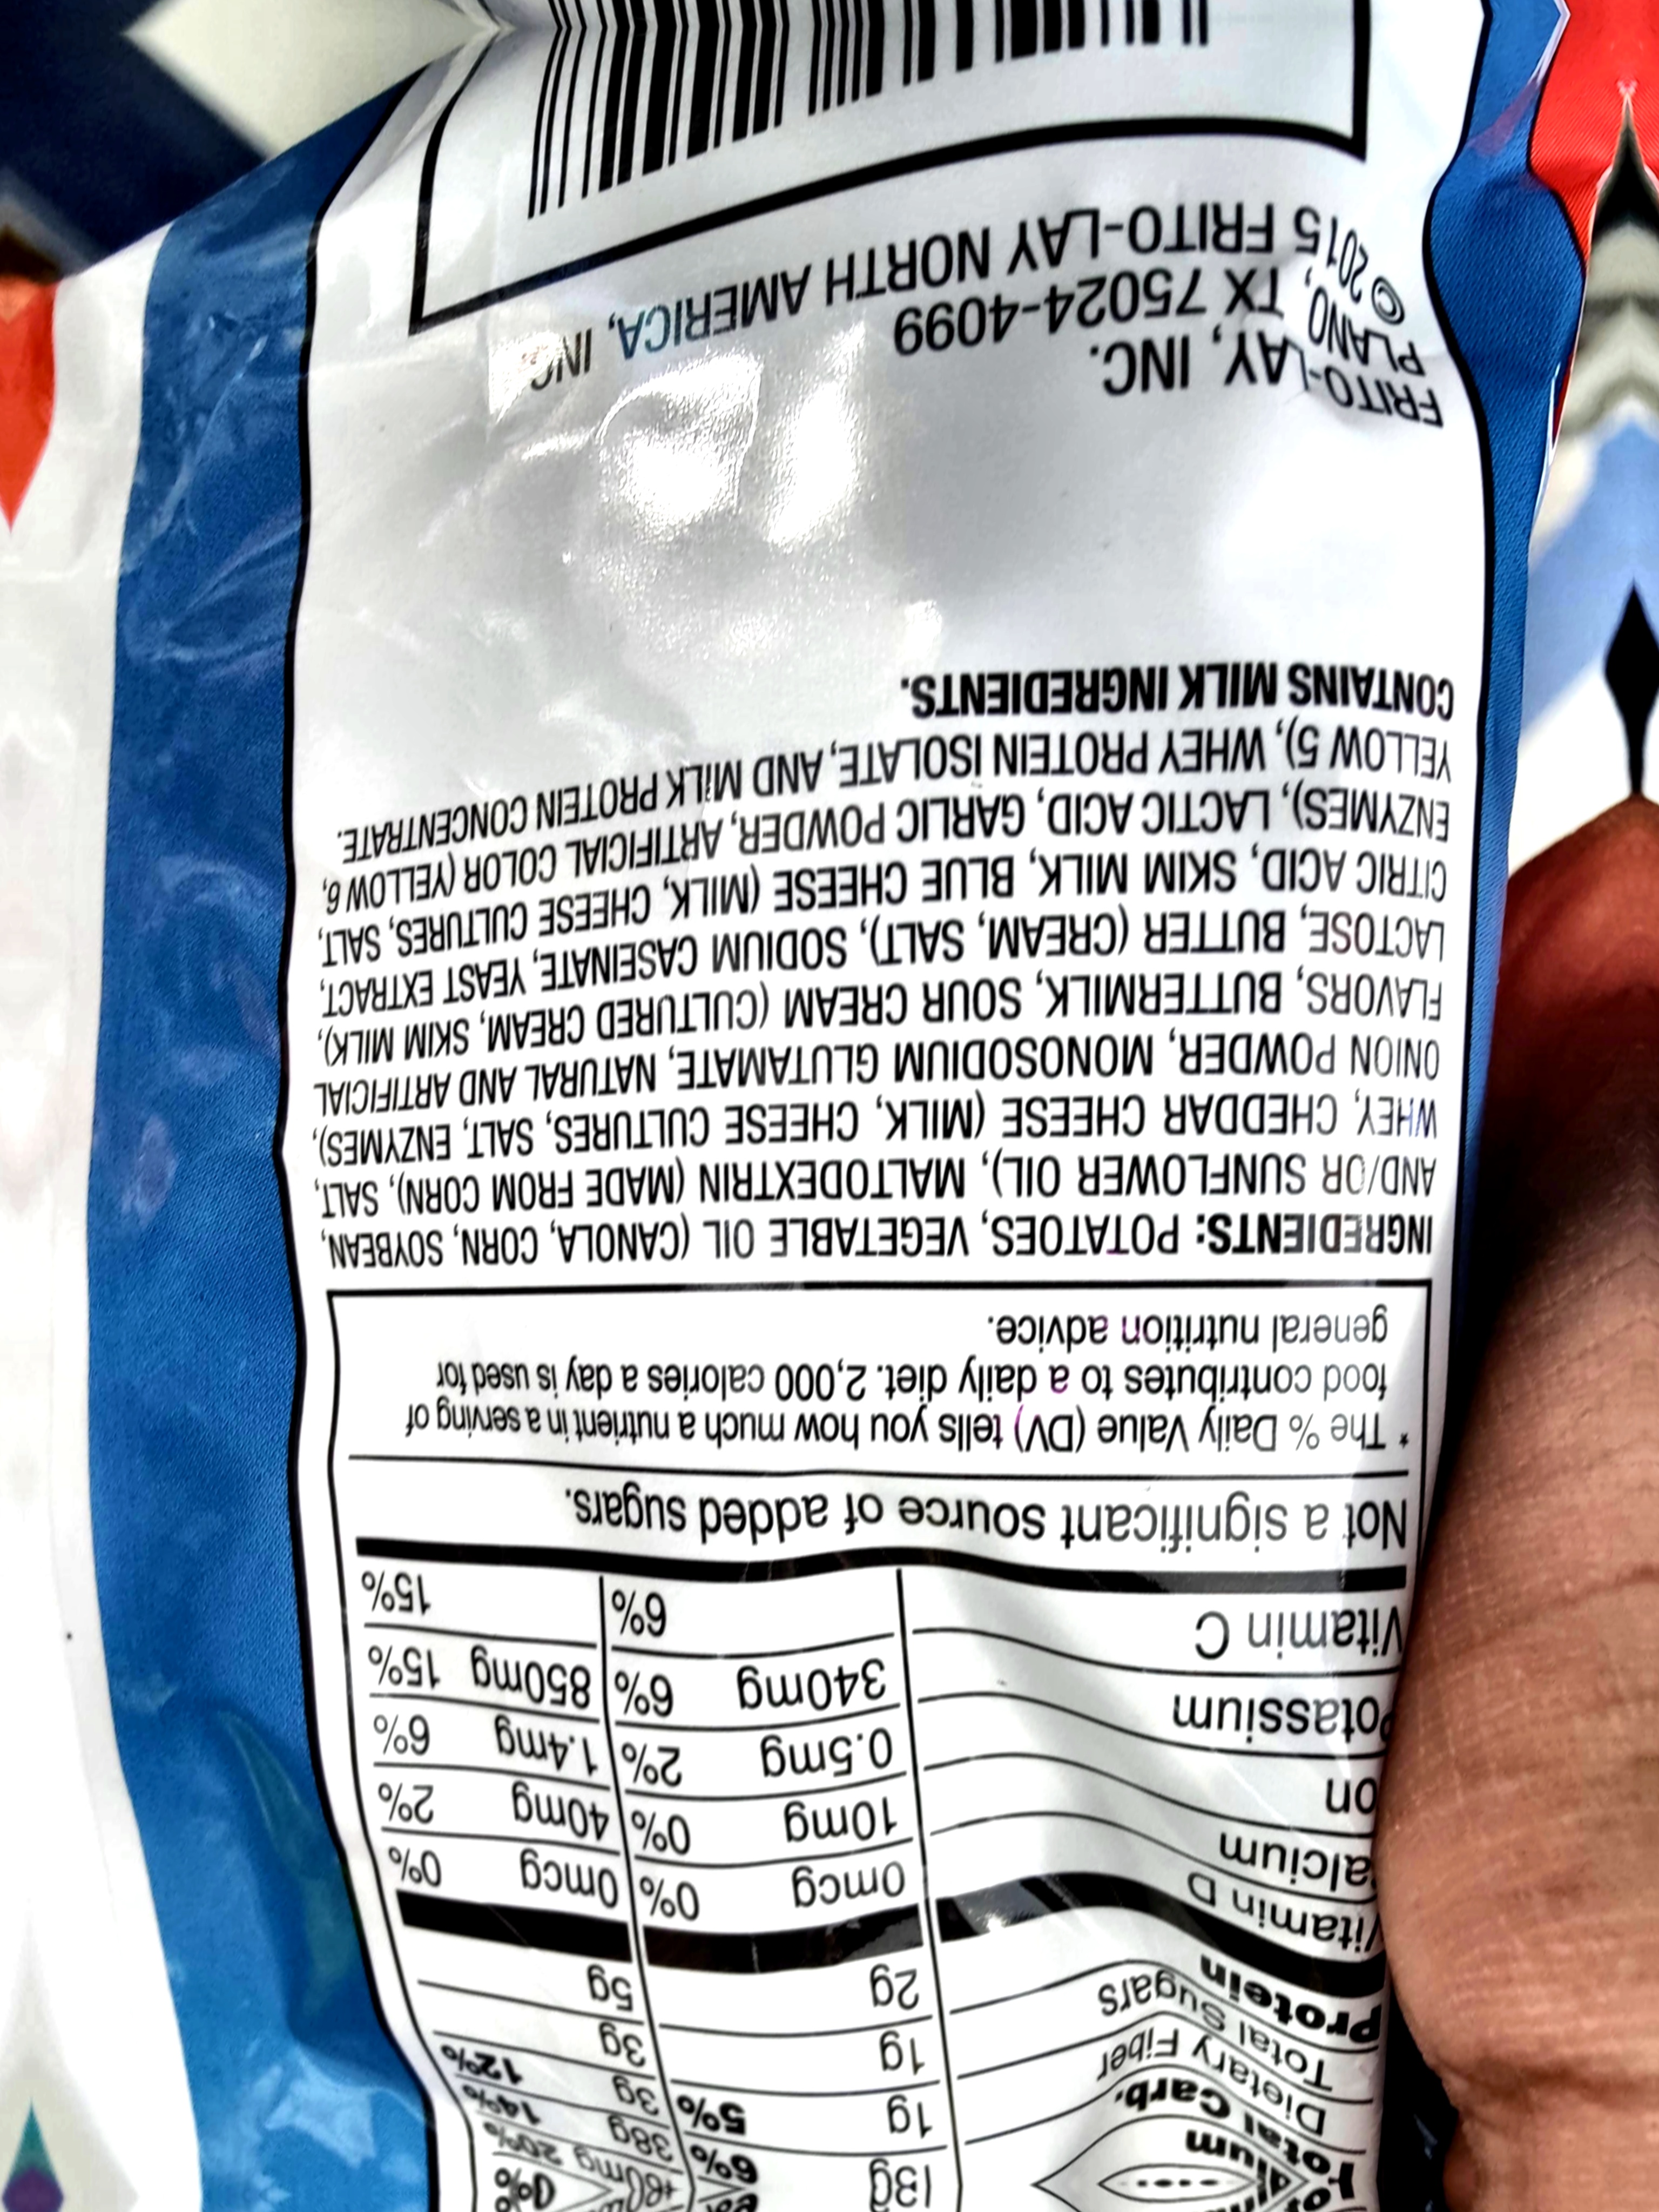 13g 6% 38g 14%
Dietary Fiber 1g 5% 3g 12%
Total Sugars 1g 3g
Protein 2g 5g
Vitamin D 0mcg 0% 0mcg 0%
alcium 10mg 0% 40mg 2%
on 0.5mg 2% 1.4mg 6%
Potassium 340mg 6% 850mg 15%
Vitamin C 6% 15%
Not a significant source of added sugars.
* The % Daily Value (DV) tells you how much a nutrient in a serving of
food contributes to a daily diet. 2,000 calories a day is used for
general nutrition advice.
INGREDIENTS: POTATOES, VEGETABLE OIL (CANOLA, CORN, SOYBEAN,
AND/OR SUNFLOWER OIL), MALTODEXTRIN (MADE FROM CORN), SALT,
WHEY, CHEDDAR CHEESE (MILK, CHEESE CULTURES, SALT, ENZYMES),
ONION POWDER, MONOSODIUM GLUTAMATE, NATURAL AND ARTIFICIAL
FLAVORS, BUTTERMILK, SOUR CREAM (CULTURED CREAM, SKIM MILK),
LACTOSE, BUTTER (CREAM, SALT), SODIUM CASEINATE, YEAST EXTRACT,
CITRIC ACID, SKIM MILK, BLUE CHEESE (MILK, CHEESE CULTURES, SALT,
ENZYMES), LACTIC ACID, GARLIC POWDER, ARTIFICIAL COLOR (YELLOW 6,
YELLOW 5), WHEY PROTEIN ISOLATE, AND MILK PROTEIN CONCENTRATE.
CONTAINS MILK INGREDIENTS.
FRITO-LAY, INC.
PLANO, TX 75024-4099
© 2015 FRITO-LAY NORTH AMERICA, INC.